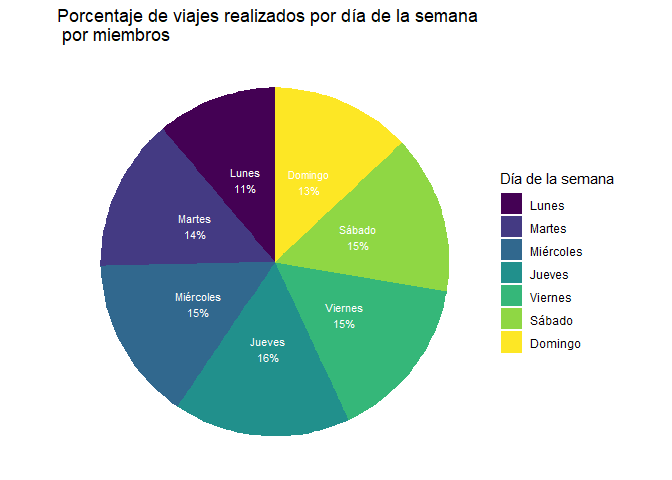 Porcentaje de viajes realizados por día de la semana
por miembros
Lunes
11%
Domingo
13%
Martes
14%
Sábado
15%
Miércoles
15%
Viernes
15%
Jueves
16%
Día de la semana
Lunes
Martes
Miércoles
Jueves
Viernes
Sábado
Domingo